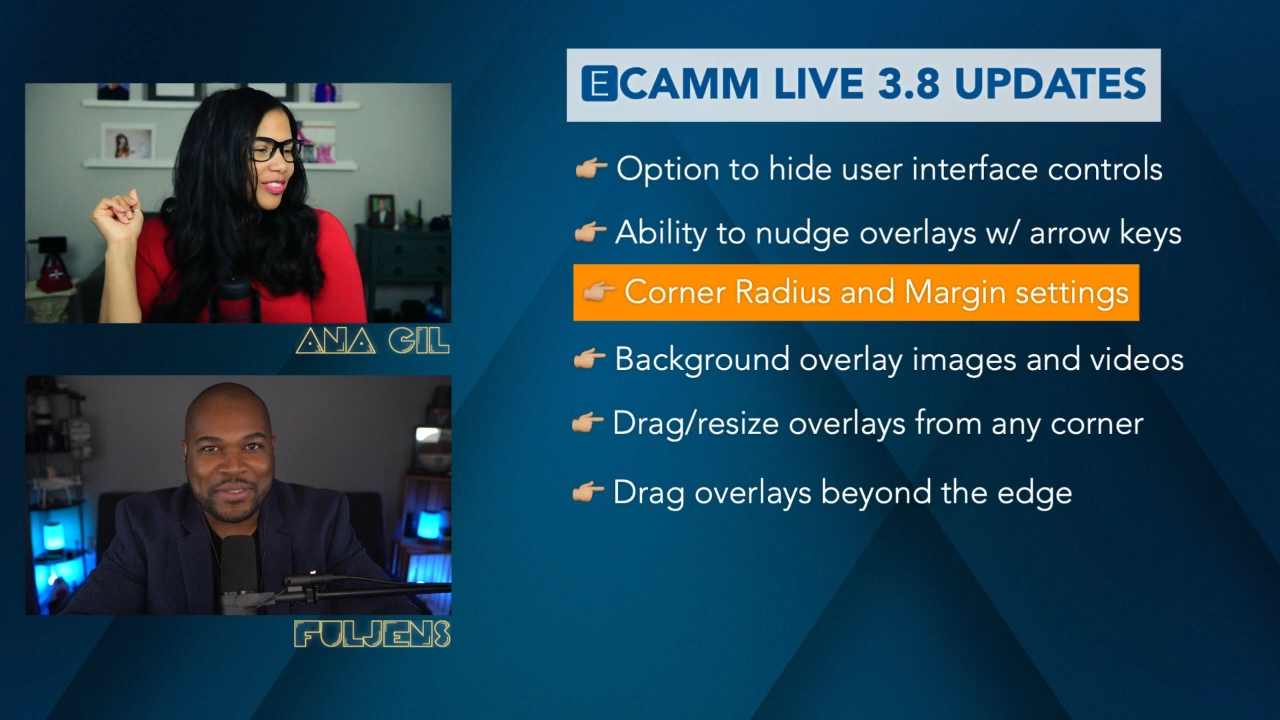 ECAMM LIVE 3.8 UPDATES
Option to hide user interface controls
Ability to nudge overlays w/ arrow keys
Corner Radius and Margin settings
Background overlay images and videos
Drag/resize overlays from any corner
Drag overlays beyond the edge
ANA GIL
FULJENS